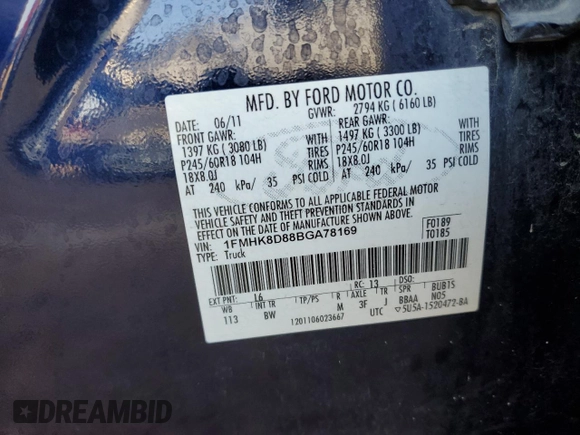 MFD. BY FORD MOTOR CO.
DATE: 06/11 GVWR: 2794 KG ( 6160 LB)
FRONT GAWR: REAR GAWR:
1397 KG ( 3080 LB) WITH 1497 KG ( 3300 LB) WITH
P245/60R18 104H TIRES P245/60R18 104H TIRES
18X8.0J RIMS 18X8.0J RIMS
AT 240 kPa/ 35 PSI COLD AT 240 kPa/ 35 PSI COLD
THIS VEHICLE CONFORMS TO ALL APPLICABLE FEDERAL MOTOR
VEHICLE SAFETY AND THEFT PREVENTION STANDARDS IN
EFFECT ON THE DATE OF MANUFACTURE SHOWN ABOVE.
VIN: 1FMHK8D88BGA78169 F0189
TYPE: Truck T0185
EXT PNT: 16 RC: 13 DSO:
WB INT TR TP/PS R AXLE TR SPR BUBTS
113 BW M 3F J BBAA N05
1201106023667 UTC ▽5U5A-1520472-BA
DREAMBID